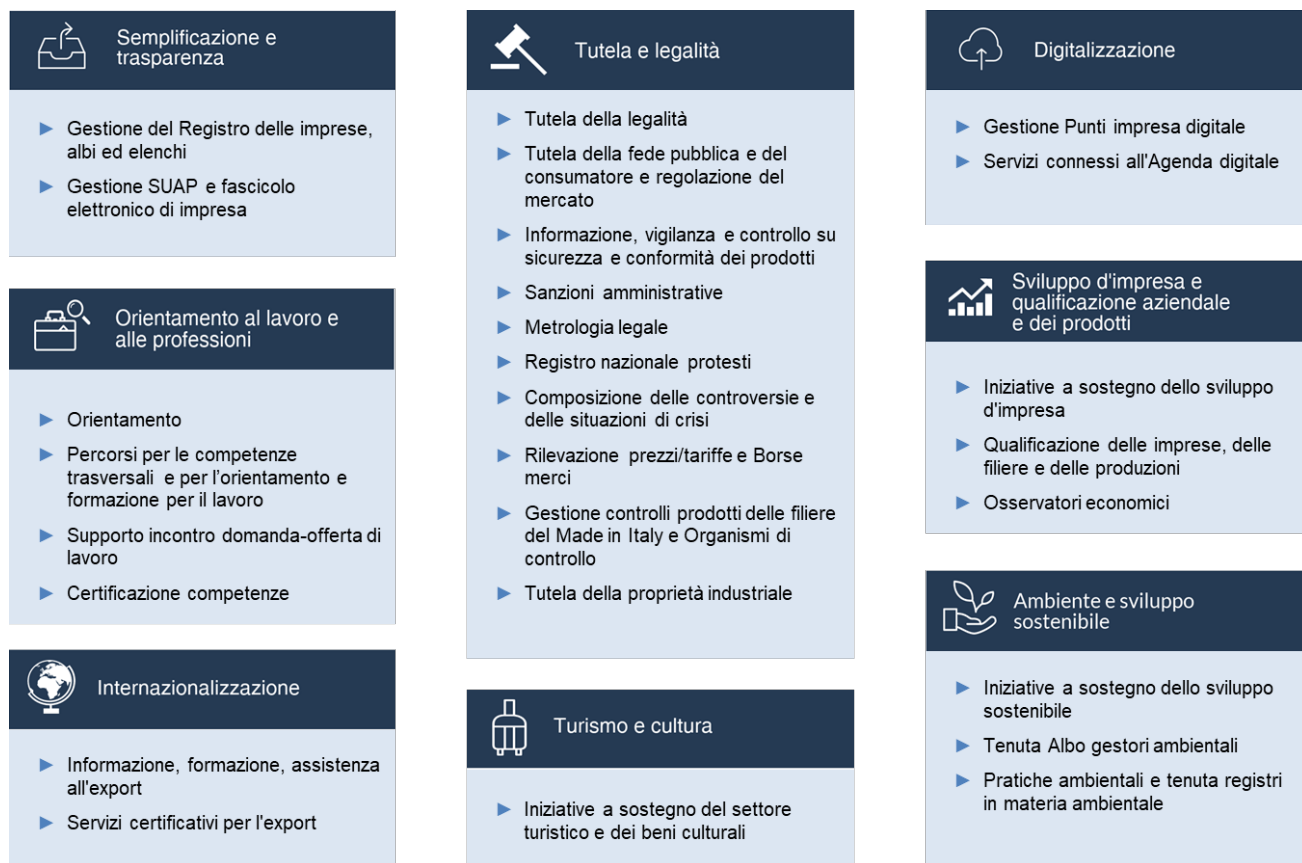 Semplificazione e
trasparenza
Gestione del Registro delle imprese,
albi ed elenchi
Gestione SUAP e fascicolo
elettronico di impresa
Orientamento al lavoro e
alle professioni
Orientamento
Percorsi per le competenze
trasversali e per l'orientamento e
formazione per il lavoro
Supporto incontro domanda-offerta di
lavoro
Certificazione competenze
Internazionalizzazione
Informazione, formazione, assistenza
all'export
Servizi certificativi per l'export
Tutela e legalità
Tutela della legalità
Tutela della fede pubblica e del
consumatore e regolazione del
mercato
Informazione, vigilanza e controllo su
sicurezza e conformità dei prodotti
Sanzioni amministrative
Metrologia legale
Registro nazionale protesti
Composizione delle controversie e
delle situazioni di crisi
Rilevazione prezzi/tariffe e Borse
merci
Gestione controlli prodotti delle filiere
del Made in Italy e Organismi di
controllo
Tutela della proprietà industriale
Turismo e cultura
Iniziative a sostegno del settore
turistico e dei beni culturali
Digitalizzazione
Gestione Punti impresa digitale
Servizi connessi all'Agenda digitale
Sviluppo d'impresa e
qualificazione aziendale
e dei prodotti
Iniziative a sostegno dello sviluppo
d'impresa
Qualificazione delle imprese, delle
filiere e delle produzioni
Osservatori economici
Ambiente e sviluppo
sostenibile
Iniziative a sostegno dello sviluppo
sostenibile
Tenuta Albo gestori ambientali
Pratiche ambientali e tenuta registri
in materia ambientale